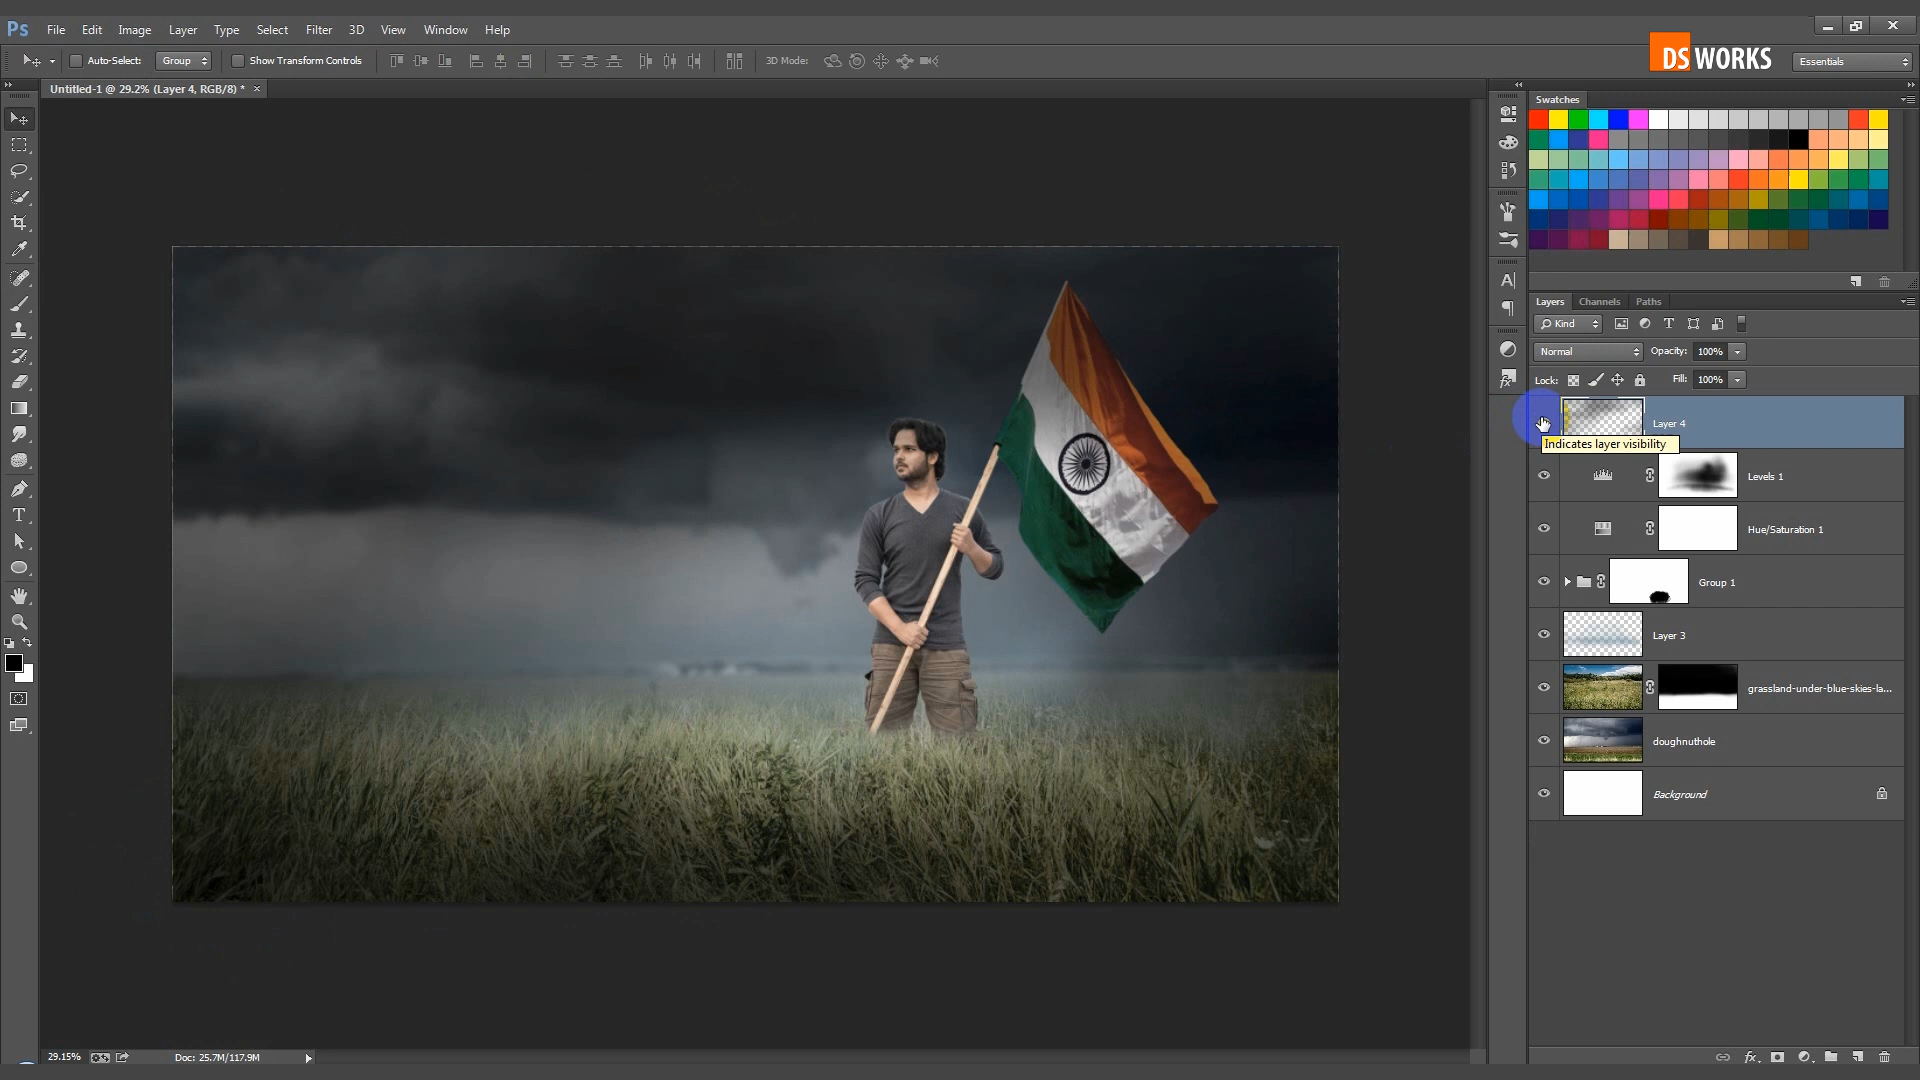 Ps File Edit Image Layer Type Select Filter 3D View Window Help
Auto-Select: Group Show Transform Controls 3D Mode: DS WORKS Essentials
Untitled-1 @ 29.2% (Layer 4, RGB/8) * ×
Swatches
Layers Channels Paths
Kind
Normal Opacity: 100%
Lock: Fill: 100%
Layer 4
Indicates layer visibility
Levels 1
Hue/Saturation 1
Group 1
Layer 3
grassland-under-blue-skies-la...
doughnuthole
Background
29.15% Doc: 25.7M/117.9M